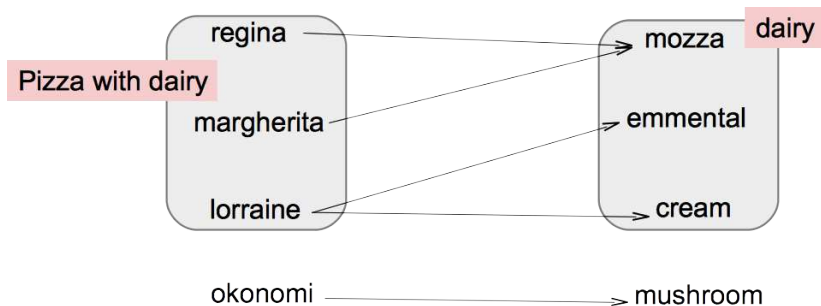 regina
mozza
dairy
Pizza with dairy
margherita
emmental
lorraine
cream
okonomi
mushroom